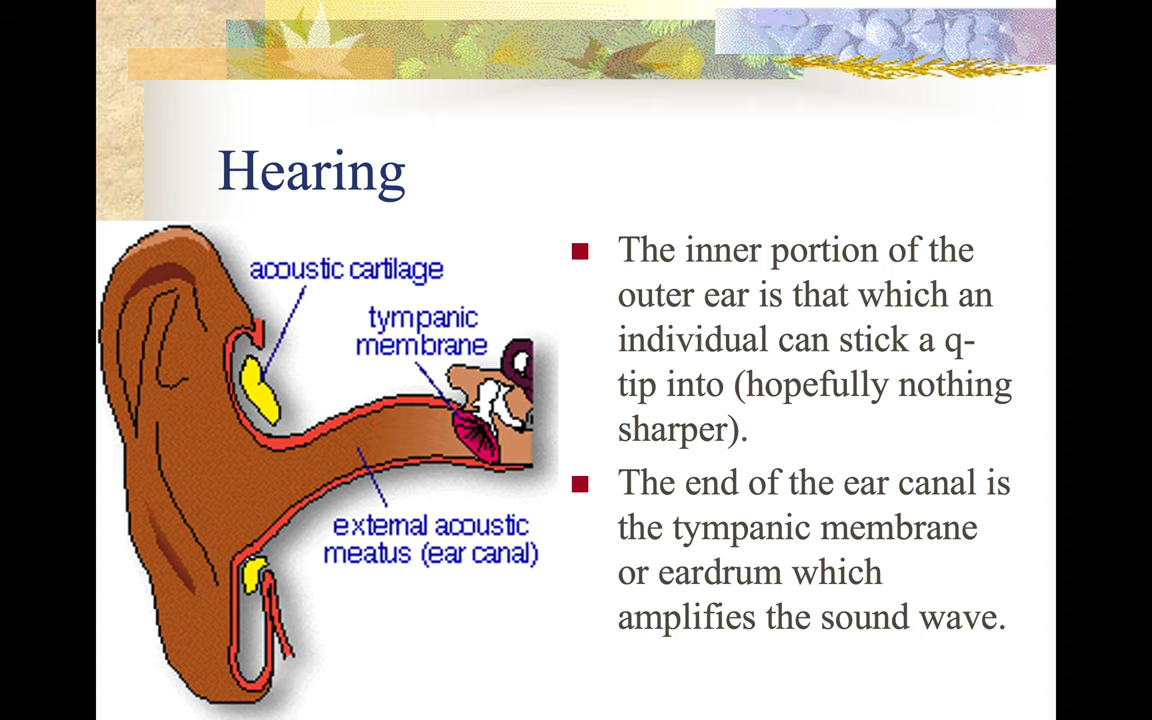 Hearing
acoustic cartilage
tympanic
membrane
external acoustic
meatus (ear canal)
The inner portion of the
outer ear is that which an
individual can stick a q-
tip into (hopefully nothing
sharper).
The end of the ear canal is
the tympanic membrane
or eardrum which
amplifies the sound wave.